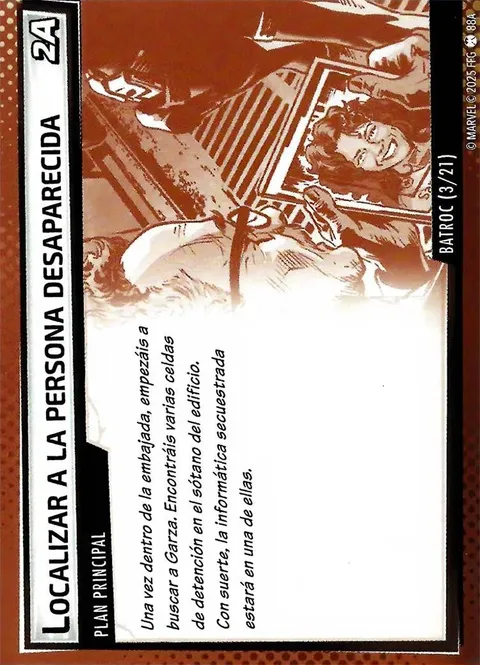 LOCALIZAR A LA PERSONA DESAPARECIDA 2A
PLAN PRINCIPAL
Una vez dentro de la embajada, empezáis a
buscar a Garza. Encontráis varias celdas
de detención en el sótano del edificio.
Con suerte, la informática secuestrada
estará en una de ellas.
BATROC (3/21)
© MARVEL © 2025 FFG 88A